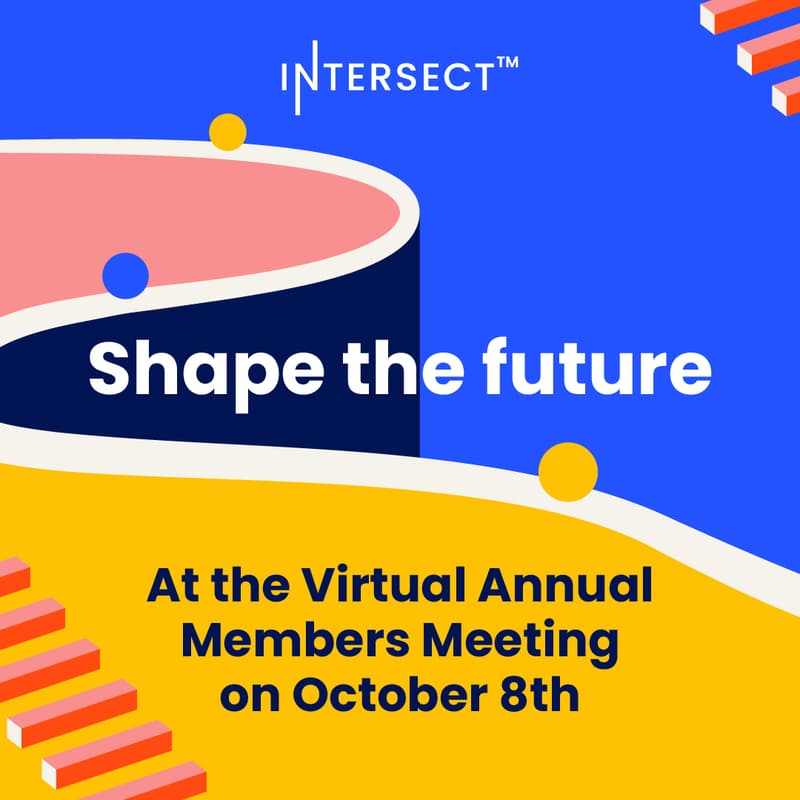 INTERSECT™
Shape the future
At the Virtual Annual
Members Meeting
on October 8th